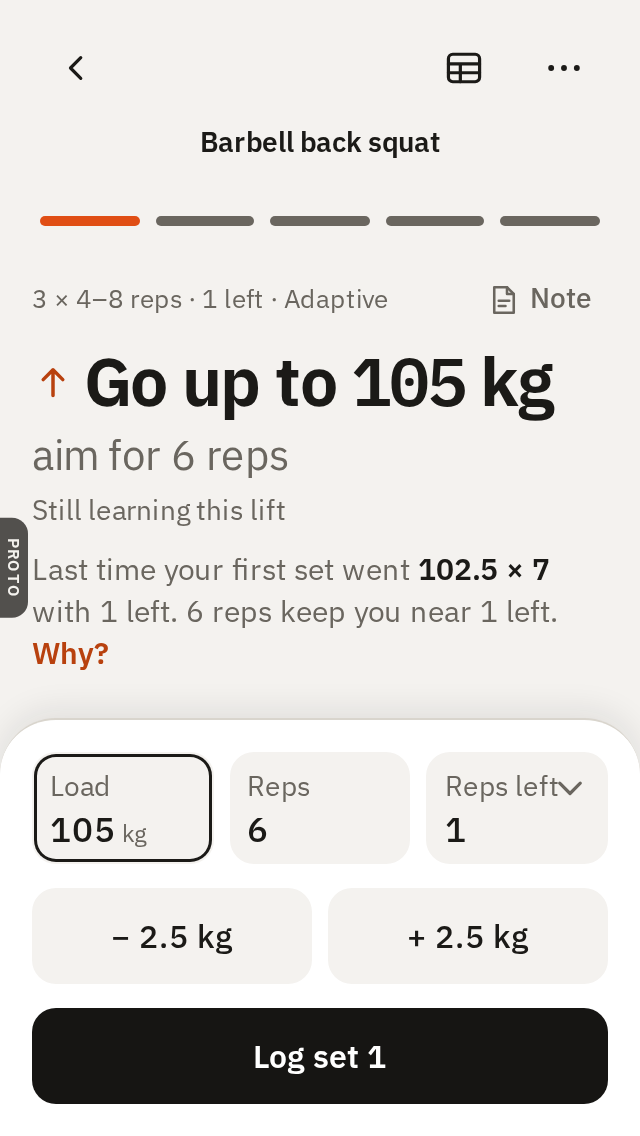 Barbell back squat
3 × 4–8 reps · 1 left · Adaptive
Note
↑ Go up to 105 kg
aim for 6 reps
Still learning this lift
PROTO
Last time your first set went 102.5 × 7
with 1 left. 6 reps keep you near 1 left.
Why?
Load
105 kg
Reps
6
Reps left
1
– 2.5 kg
+ 2.5 kg
Log set 1